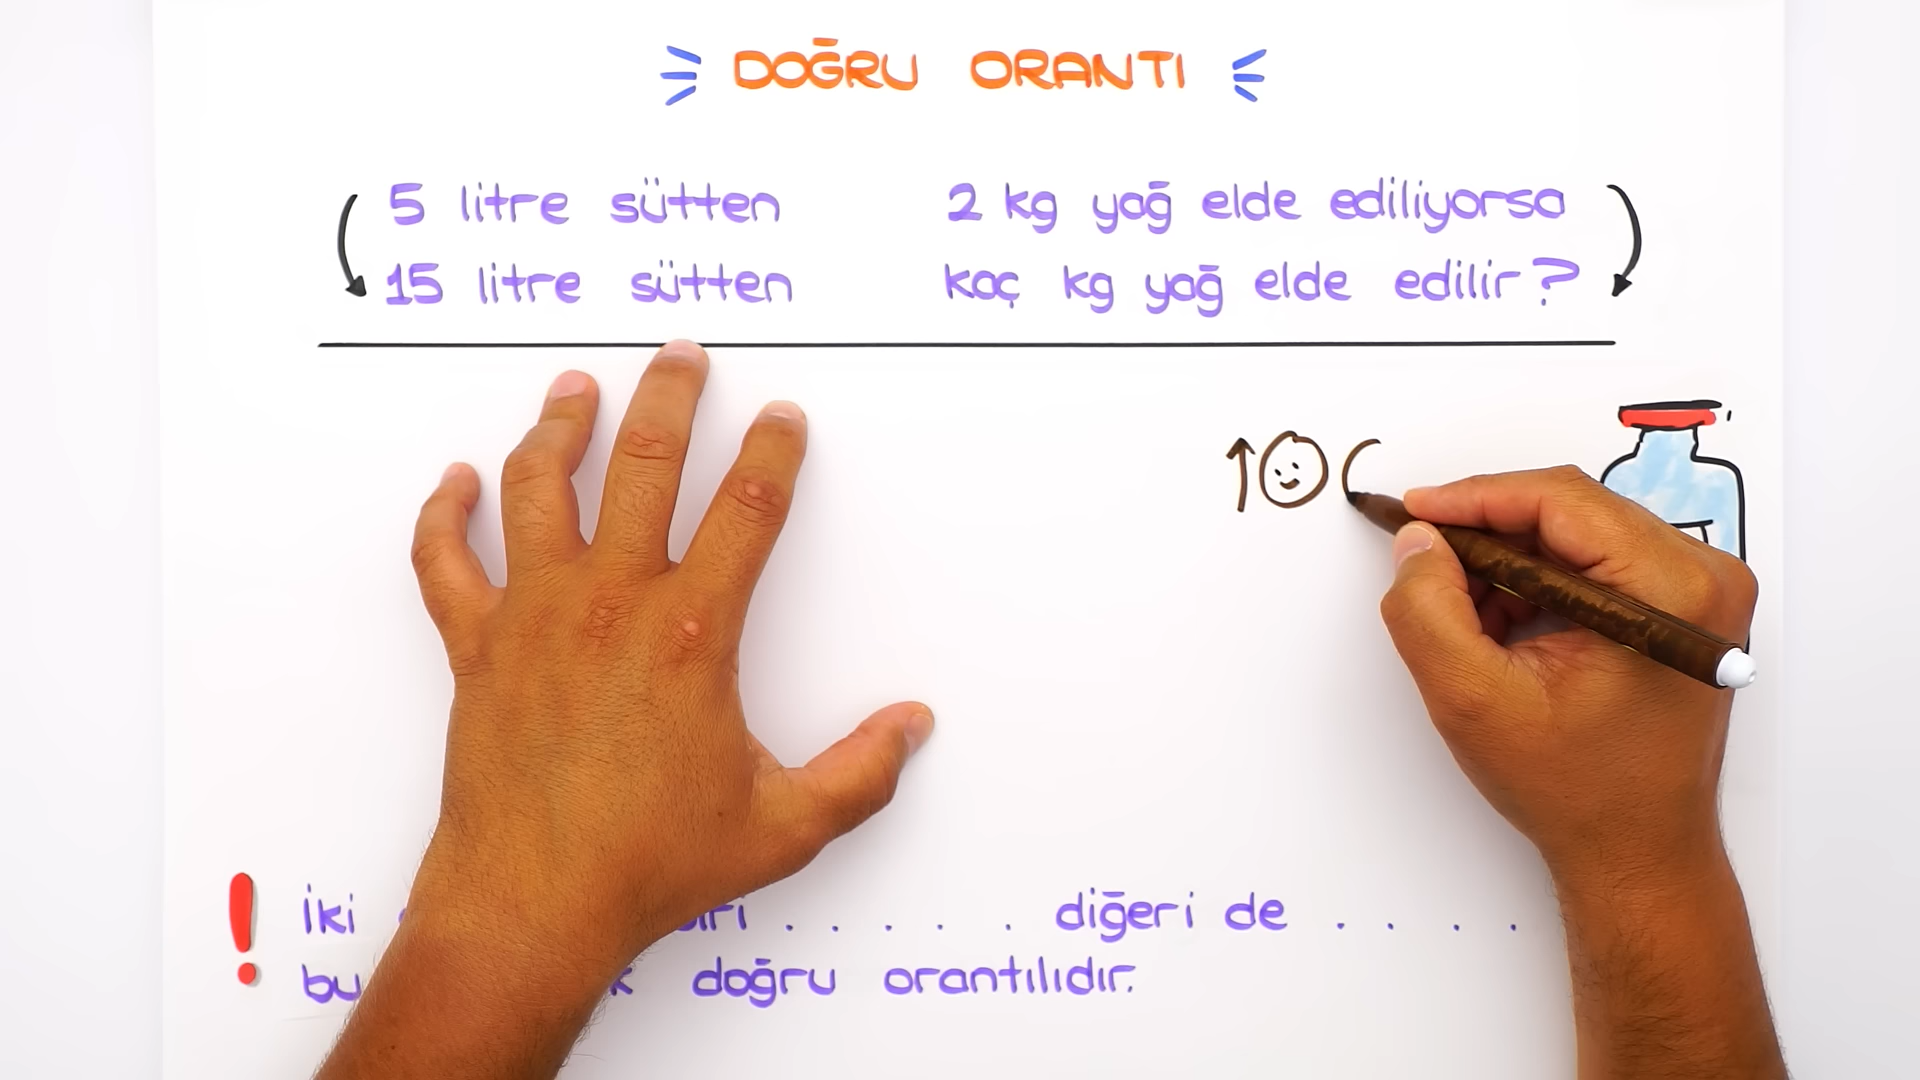 DOĞRU ORANTI
5 litre sütten 2 kg yağ elde ediliyorsa
15 litre sütten kaç kg yağ elde edilir?
! İki . . . . . diğeri de . . . .
doğru orantılıdır.